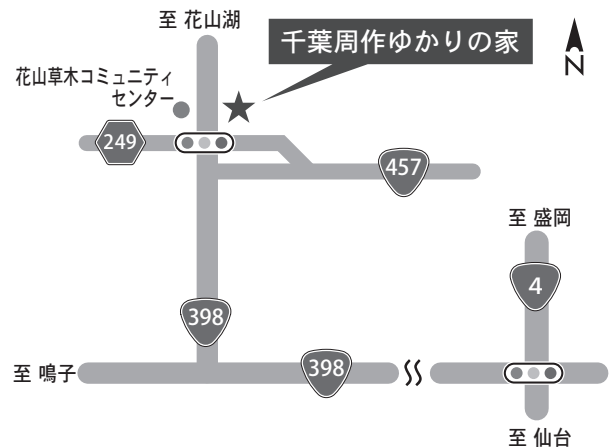 至 花山湖
千葉周作ゆかりの家
N
花山草木コミュニティ
センター
249
457
至 盛岡
4
398
398
至 鳴子
至 仙台